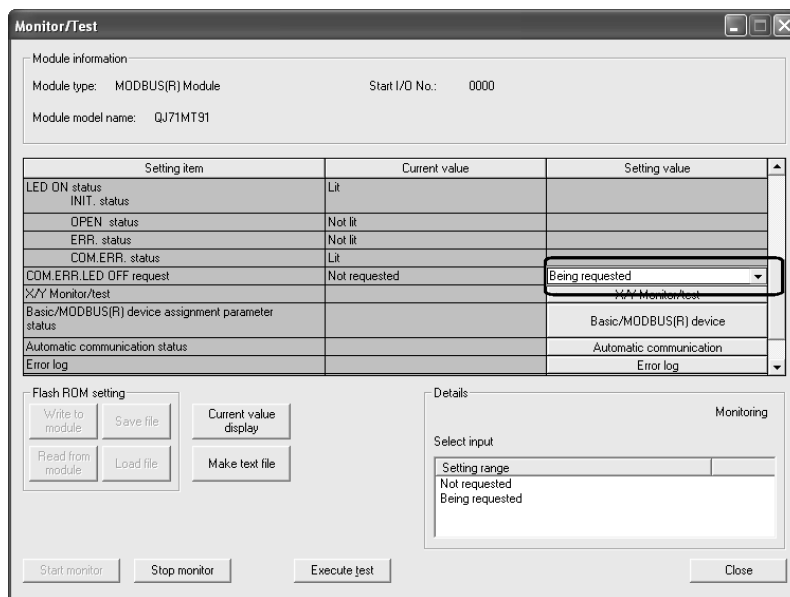 Monitor/Test
Module information
Module type: MODBUS(R) Module Start I/O No.: 0000
Module model name: QJ71MT91
Setting item Current value Setting value
LED ON status Lit
INIT. status
OPEN status Not lit
ERR. status Not lit
COM.ERR. status Lit
COM.ERR.LED OFF request Not requested Being requested
X/Y Monitor/test X/Y Monitor/test
Basic/MODBUS(R) device assignment parameter
status Basic/MODBUS(R) device
Automatic communication status Automatic communication
Error log Error log
Flash ROM setting
Write to
module
Save file
Current value
display
Read from
module
Load file
Make text file
Details
Monitoring
Select input
Setting range
Not requested
Being requested
Start monitor Stop monitor Execute test Close